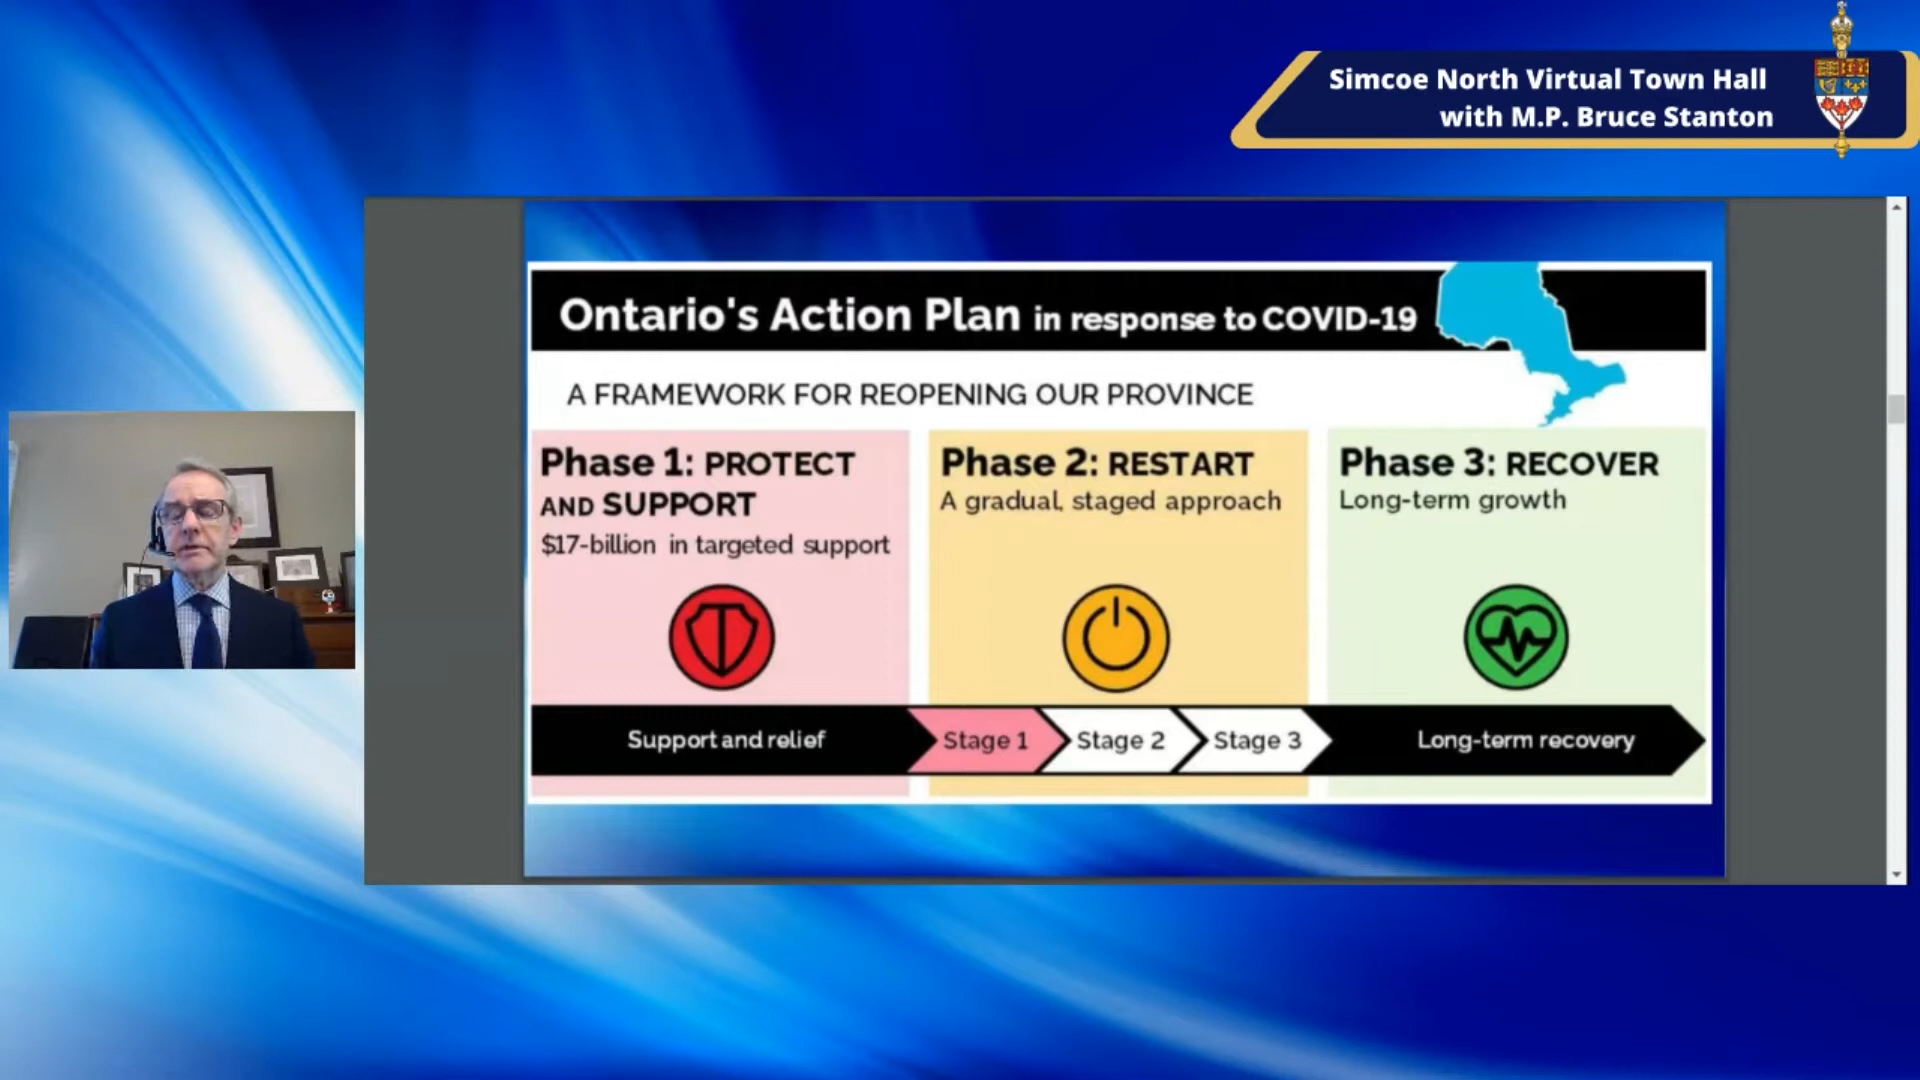 Simcoe North Virtual Town Hall
with M.P. Bruce Stanton
Ontario's Action Plan in response to COVID-19
A FRAMEWORK FOR REOPENING OUR PROVINCE
Phase 1: PROTECT
AND SUPPORT
$17-billion in targeted support
Phase 2: RESTART
A gradual, staged approach
Phase 3: RECOVER
Long-term growth
Support and relief
Stage 1
Stage 2
Stage 3
Long-term recovery